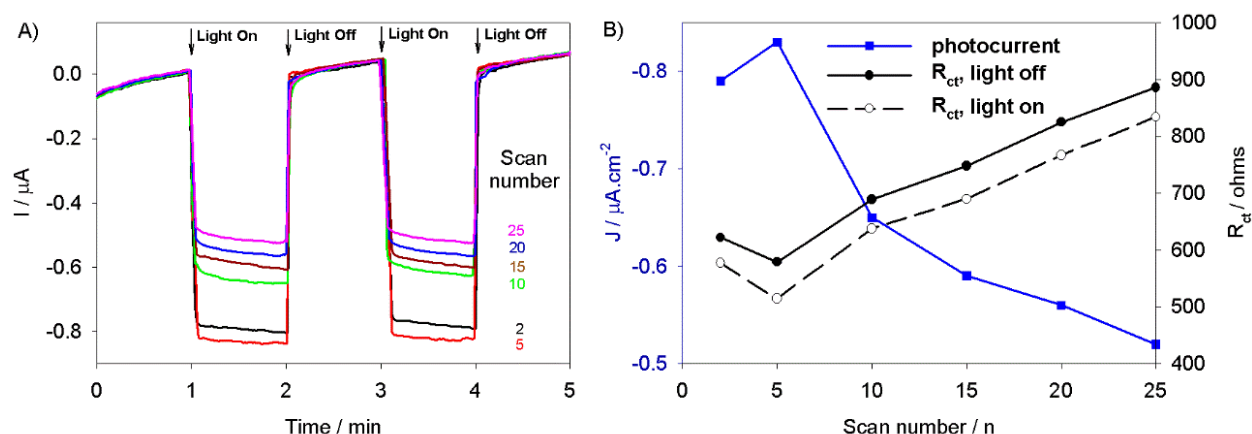 A)
Light On
Light Off
Light On
Light Off
0.0
-0.2
-0.4
-0.6
-0.8
I / μA
Scan
number
25
20
15
10
2
5
0
1
2
3
4
5
Time / min
B)
photocurrent
Rct, light off
Rct, light on
-0.8
-0.7
-0.6
-0.5
J / μA.cm-2
1000
900
800
700
600
500
400
Rct / ohms
0
5
10
15
20
25
Scan number / n